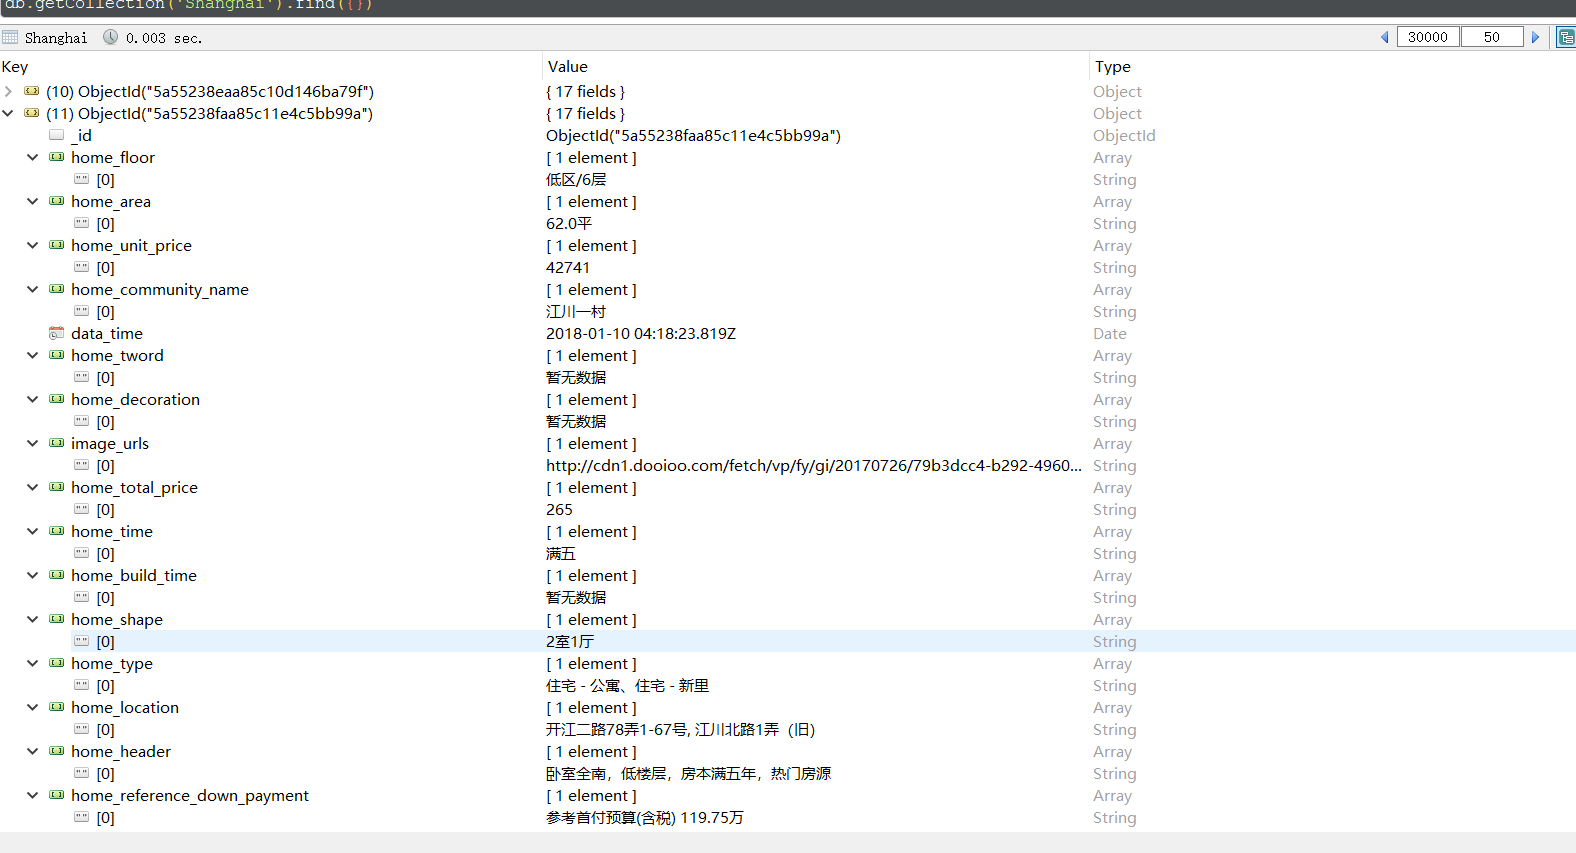 db.getCollection('Shanghai').find({})
Shanghai 0.003 sec. 30000 50
Key Value Type
(10) ObjectId("5a55238eaa85c10d146ba79f") { 17 fields } Object
(11) ObjectId("5a55238faa85c11e4c5bb99a") { 17 fields } Object
_id ObjectId("5a55238faa85c11e4c5bb99a") ObjectId
home_floor [ 1 element ] Array
[0] 低区/6层 String
home_area [ 1 element ] Array
[0] 62.0平 String
home_unit_price [ 1 element ] Array
[0] 42741 String
home_community_name [ 1 element ] Array
[0] 江川一村 String
data_time 2018-01-10 04:18:23.819Z Date
home_tword [ 1 element ] Array
[0] 暂无数据 String
home_decoration [ 1 element ] Array
[0] 暂无数据 String
image_urls [ 1 element ] Array
[0] http://cdn1.dooioo.com/fetch/vp/fy/gi/20170726/79b3dcc4-b292-4960... String
home_total_price [ 1 element ] Array
[0] 265 String
home_time [ 1 element ] Array
[0] 满五 String
home_build_time [ 1 element ] Array
[0] 暂无数据 String
home_shape [ 1 element ] Array
[0] 2室1厅 String
home_type [ 1 element ] Array
[0] 住宅 - 公寓、住宅 - 新里 String
home_location [ 1 element ] Array
[0] 开江二路78弄1-67号, 江川北路1弄（旧） String
home_header [ 1 element ] Array
[0] 卧室全南，低楼层，房本满五年，热门房源 String
home_reference_down_payment [ 1 element ] Array
[0] 参考首付预算(含税) 119.75万 String